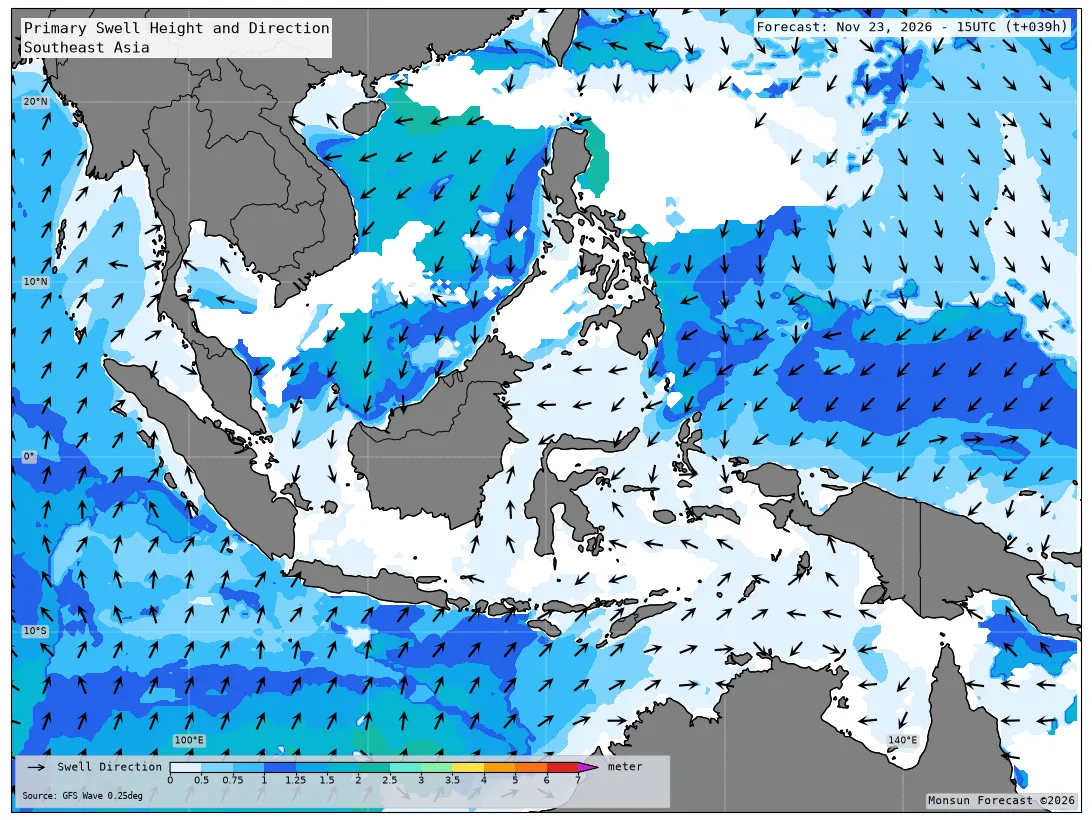 Primary Swell Height and Direction
Southeast Asia
Forecast: Nov 23, 2026 - 15UTC (t+039h)
20°N
10°N
0°
10°S
100°E
140°E
Swell Direction
0 0.5 0.75 1 1.25 1.5 2 2.5 3 3.5 4 5 6 7
meter
Source: GFS Wave 0.25deg
Monsun Forecast ©2026